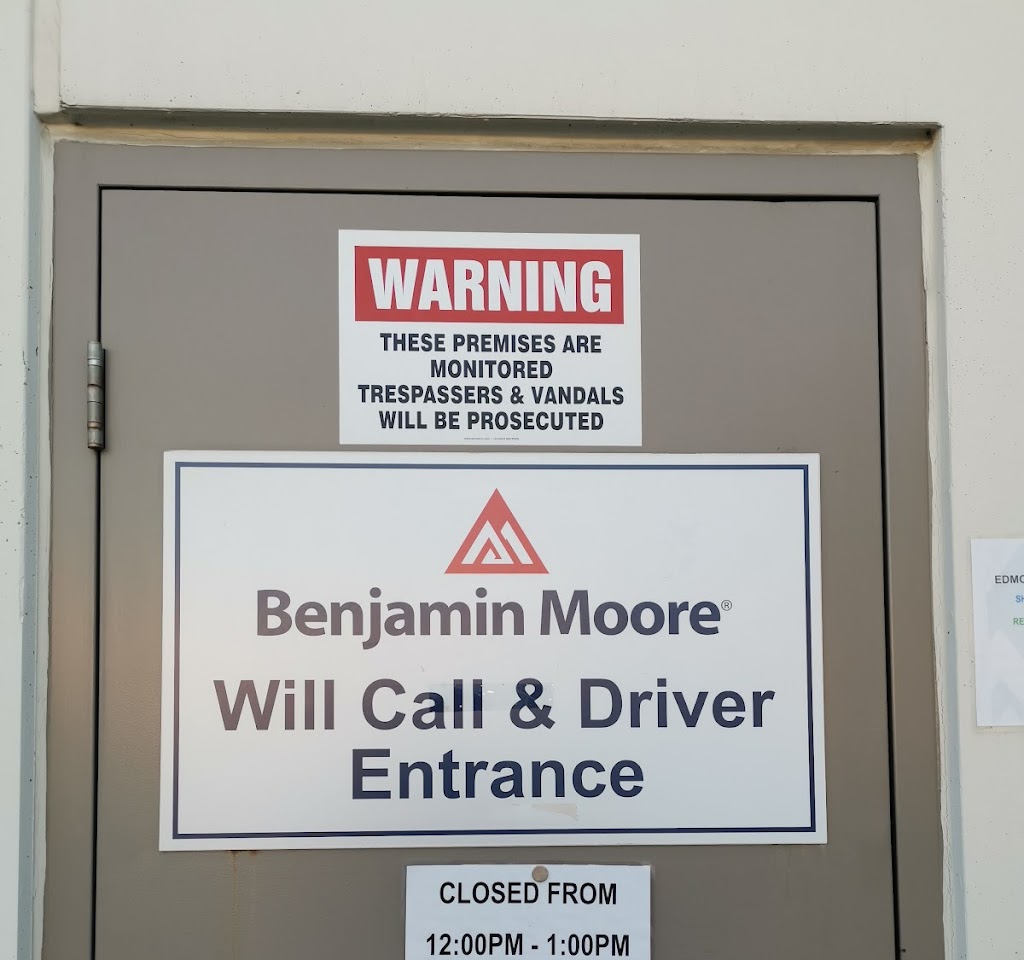 WARNING
THESE PREMISES ARE
MONITORED
TRESPASSERS & VANDALS
WILL BE PROSECUTED
Benjamin Moore®
Will Call & Driver
Entrance
CLOSED FROM
12:00PM - 1:00PM